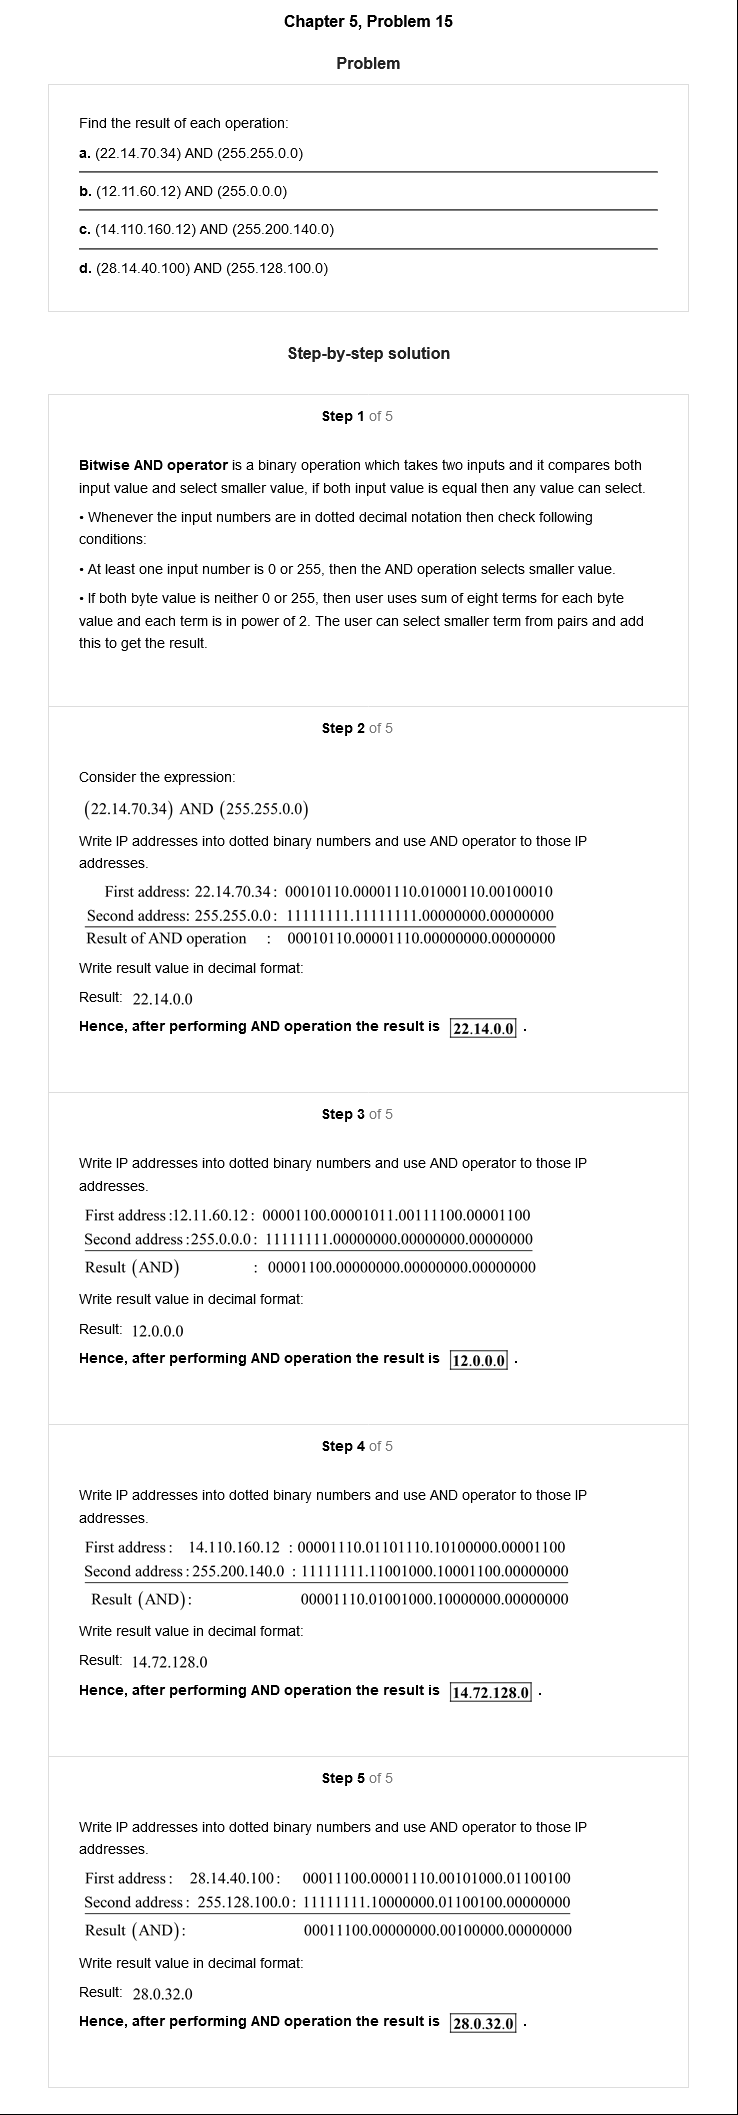 Chapter 5, Problem 15
Problem
Find the result of each operation:
a. (22.14.70.34) AND (255.255.0.0)
b. (12.11.60.12) AND (255.0.0.0)
c. (14.110.160.12) AND (255.200.140.0)
d. (28.14.40.100) AND (255.128.100.0)
Step-by-step solution
Step 1 of 5
Bitwise AND operator is a binary operation which takes two inputs and it compares both
input value and select smaller value, if both input value is equal then any value can select.
• Whenever the input numbers are in dotted decimal notation then check following
conditions:
• At least one input number is 0 or 255, then the AND operation selects smaller value.
• If both byte value is neither 0 or 255, then user uses sum of eight terms for each byte
value and each term is in power of 2. The user can select smaller term from pairs and add
this to get the result.
Step 2 of 5
Consider the expression:
(22.14.70.34) AND (255.255.0.0)
Write IP addresses into dotted binary numbers and use AND operator to those IP
addresses.
First address: 22.14.70.34 : 00010110.00001110.01000110.00100010
Second address: 255.255.0.0 : 11111111.11111111.00000000.00000000
Result of AND operation : 00010110.00001110.00000000.00000000
Write result value in decimal format:
Result: 22.14.0.0
Hence, after performing AND operation the result is 22.14.0.0 .
Step 3 of 5
Write IP addresses into dotted binary numbers and use AND operator to those IP
addresses.
First address :12.11.60.12 : 00001100.00001011.00111100.00001100
Second address :255.0.0.0 : 11111111.00000000.00000000.00000000
Result (AND) : 00001100.00000000.00000000.00000000
Write result value in decimal format:
Result: 12.0.0.0
Hence, after performing AND operation the result is 12.0.0.0 .
Step 4 of 5
Write IP addresses into dotted binary numbers and use AND operator to those IP
addresses.
First address : 14.110.160.12 : 00001110.01101110.10100000.00001100
Second address : 255.200.140.0 : 11111111.11001000.10001100.00000000
Result (AND): 00001110.01001000.10000000.00000000
Write result value in decimal format:
Result: 14.72.128.0
Hence, after performing AND operation the result is 14.72.128.0 .
Step 5 of 5
Write IP addresses into dotted binary numbers and use AND operator to those IP
addresses.
First address : 28.14.40.100 : 00011100.00001110.00101000.01100100
Second address : 255.128.100.0 : 11111111.10000000.01100100.00000000
Result (AND): 00011100.00000000.00100000.00000000
Write result value in decimal format:
Result: 28.0.32.0
Hence, after performing AND operation the result is 28.0.32.0 .